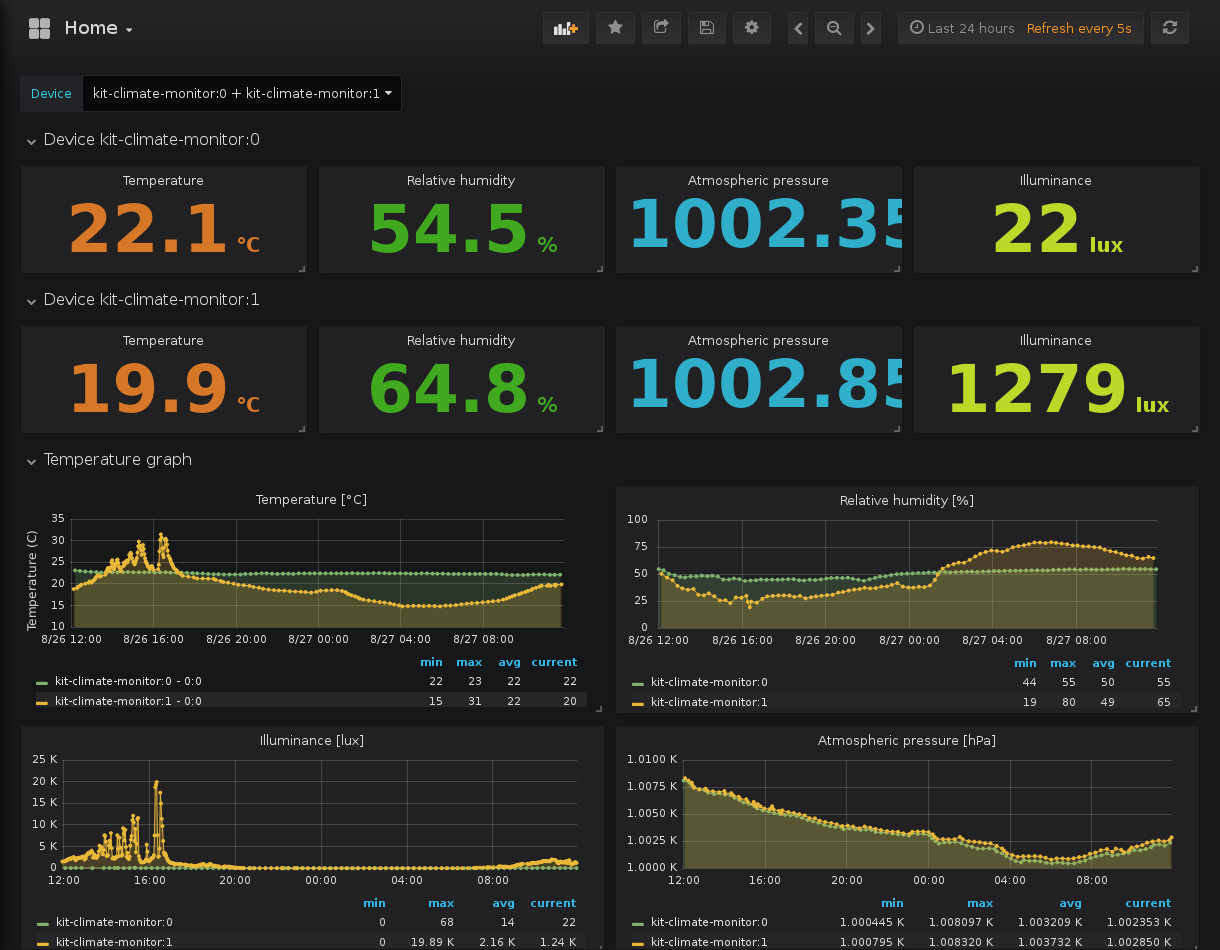 Home
Last 24 hours Refresh every 5s
Device kit-climate-monitor:0 + kit-climate-monitor:1
Device kit-climate-monitor:0
Temperature Relative humidity Atmospheric pressure Illuminance
22.1 °C 54.5 % 1002.35 22 lux
Device kit-climate-monitor:1
Temperature Relative humidity Atmospheric pressure Illuminance
19.9 °C 64.8 % 1002.85 1279 lux
Temperature graph
Temperature [°C]
Temperature (C)
35
30
25
20
15
10
8/26 12:00 8/26 16:00 8/26 20:00 8/27 00:00 8/27 04:00 8/27 08:00
min max avg current
kit-climate-monitor:0 - 0:0 22 23 22 22
kit-climate-monitor:1 - 0:0 15 31 22 20
Relative humidity [%]
100
75
50
25
0
8/26 12:00 8/26 16:00 8/26 20:00 8/27 00:00 8/27 04:00 8/27 08:00
min max avg current
kit-climate-monitor:0 44 55 50 55
kit-climate-monitor:1 19 80 49 65
Illuminance [lux]
25 K
20 K
15 K
10 K
5 K
0
12:00 16:00 20:00 00:00 04:00 08:00
min max avg current
kit-climate-monitor:0 0 68 14 22
kit-climate-monitor:1 0 19.89 K 2.16 K 1.24 K
Atmospheric pressure [hPa]
1.0100 K
1.0075 K
1.0050 K
1.0025 K
1.0000 K
12:00 16:00 20:00 00:00 04:00 08:00
min max avg current
kit-climate-monitor:0 1.000445 K 1.008097 K 1.003209 K 1.002353 K
kit-climate-monitor:1 1.000795 K 1.008320 K 1.003732 K 1.002850 K